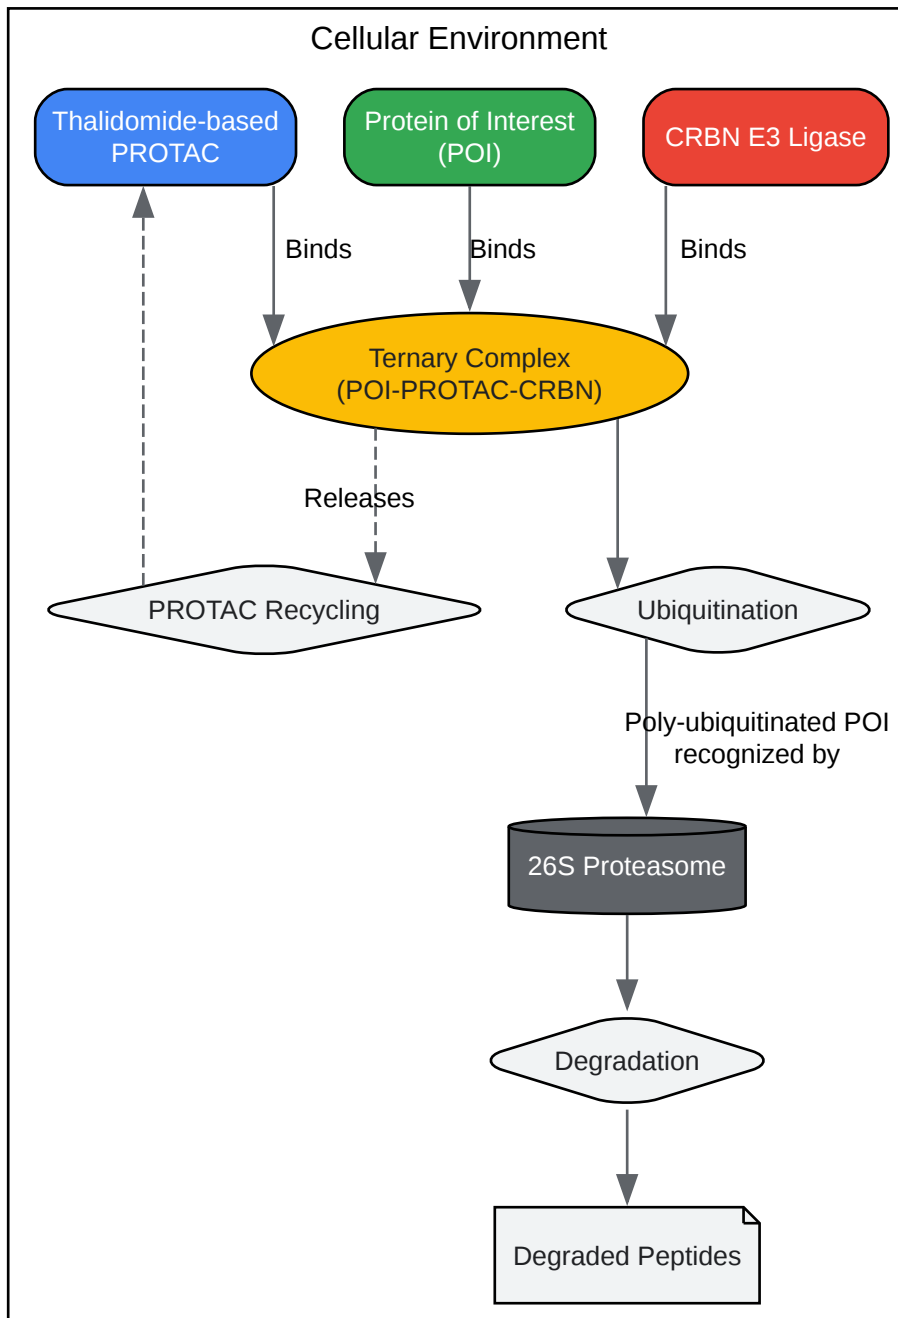 Cellular Environment
Thalidomide-based
PROTAC
Protein of Interest
(POI)
CRBN E3 Ligase
Binds
Binds
Binds
Ternary Complex
(POI-PROTAC-CRBN)
Releases
PROTAC Recycling
Ubiquitination
Poly-ubiquitinated POI
recognized by
26S Proteasome
Degradation
Degraded Peptides